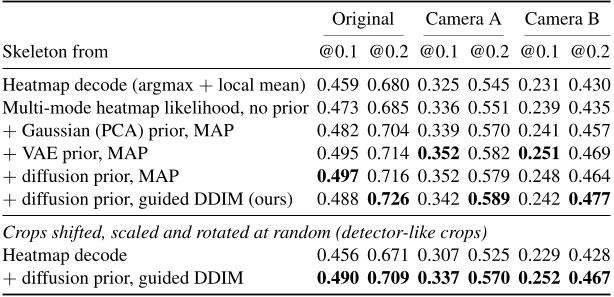 Original Camera A Camera B
Skeleton from @0.1 @0.2 @0.1 @0.2 @0.1 @0.2
Heatmap decode (argmax + local mean) 0.459 0.680 0.325 0.545 0.231 0.430
Multi-mode heatmap likelihood, no prior 0.473 0.685 0.336 0.551 0.239 0.435
+ Gaussian (PCA) prior, MAP 0.482 0.704 0.339 0.570 0.241 0.457
+ VAE prior, MAP 0.495 0.714 0.352 0.582 0.251 0.469
+ diffusion prior, MAP 0.497 0.716 0.352 0.579 0.248 0.464
+ diffusion prior, guided DDIM (ours) 0.488 0.726 0.342 0.589 0.242 0.477
Crops shifted, scaled and rotated at random (detector-like crops)
Heatmap decode 0.456 0.671 0.307 0.525 0.229 0.428
+ diffusion prior, guided DDIM 0.490 0.709 0.337 0.570 0.252 0.467